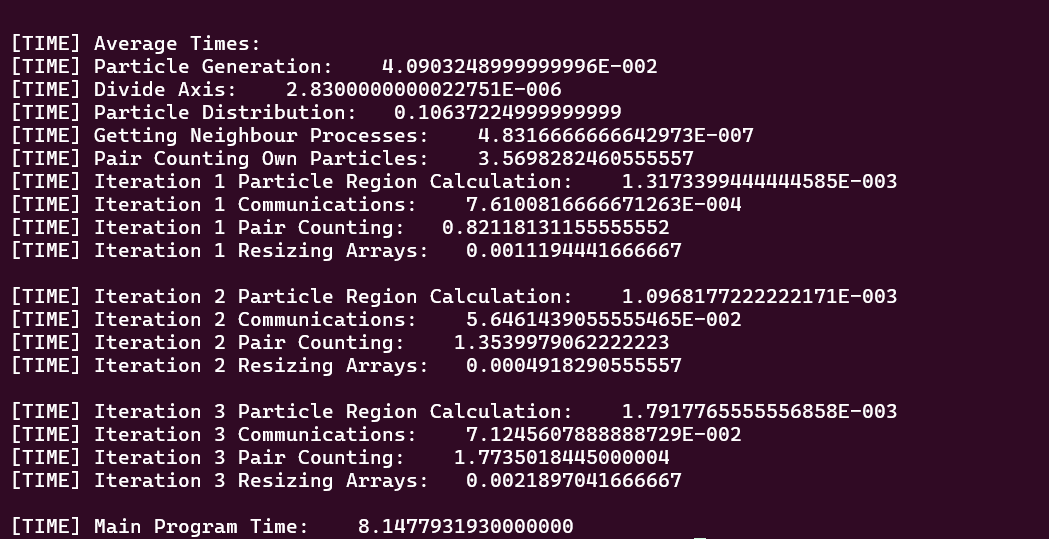 [TIME] Average Times:
[TIME] Particle Generation: 4.0903248999999996E-002
[TIME] Divide Axis: 2.8300000000022751E-006
[TIME] Particle Distribution: 0.10637224999999999
[TIME] Getting Neighbour Processes: 4.8316666666642973E-007
[TIME] Pair Counting Own Particles: 3.5698282460555557
[TIME] Iteration 1 Particle Region Calculation: 1.3173399444444585E-003
[TIME] Iteration 1 Communications: 7.6100816666671263E-004
[TIME] Iteration 1 Pair Counting: 0.82118131155555552
[TIME] Iteration 1 Resizing Arrays: 0.0011194441666667
[TIME] Iteration 2 Particle Region Calculation: 1.0968177222222171E-003
[TIME] Iteration 2 Communications: 5.6461439055555465E-002
[TIME] Iteration 2 Pair Counting: 1.3539979062222223
[TIME] Iteration 2 Resizing Arrays: 0.0004918290555557
[TIME] Iteration 3 Particle Region Calculation: 1.7917765555556858E-003
[TIME] Iteration 3 Communications: 7.1245607888888729E-002
[TIME] Iteration 3 Pair Counting: 1.7735018445000004
[TIME] Iteration 3 Resizing Arrays: 0.0021897041666667
[TIME] Main Program Time: 8.1477931930000000